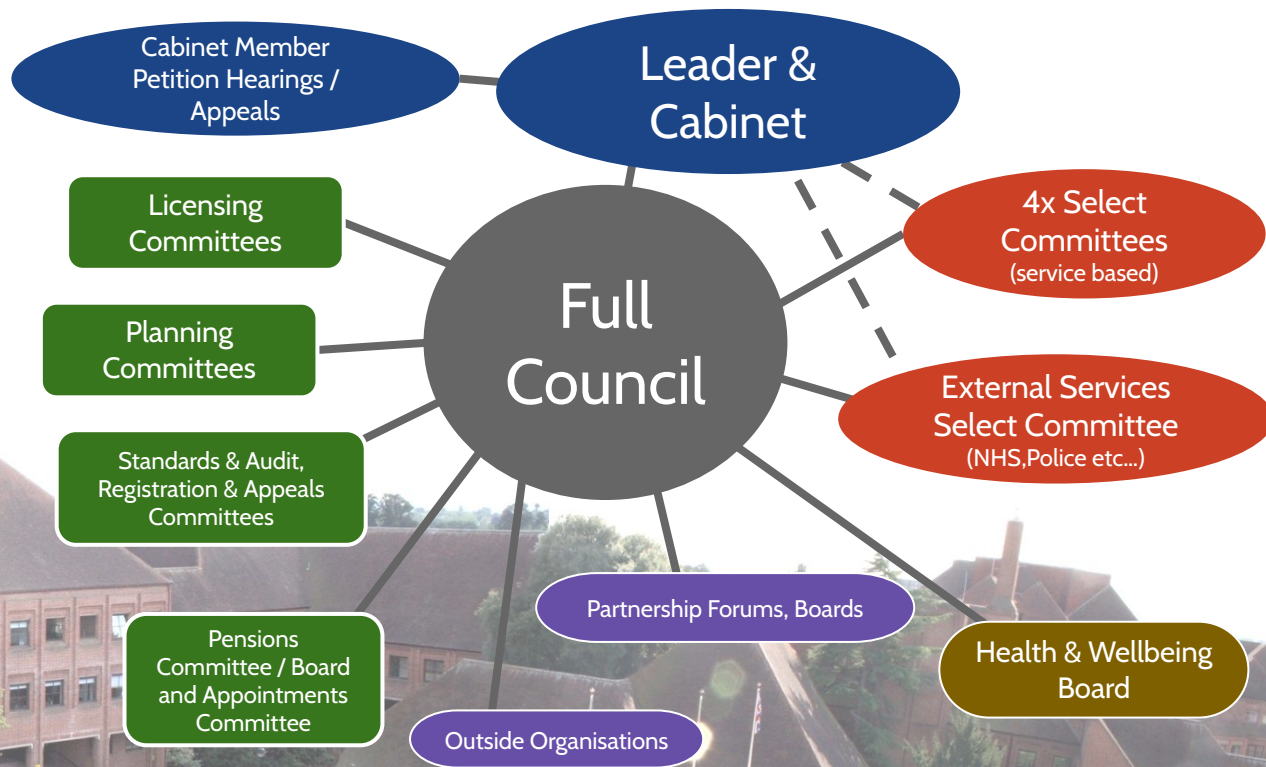 Cabinet Member
Petition Hearings /
Appeals
Leader &
Cabinet
Licensing
Committees
4x Select
Committees
(service based)
Full
Council
Planning
Committees
External Services
Select Committee
(NHS,Police etc...)
Standards & Audit,
Registration & Appeals
Committees
Partnership Forums, Boards
Pensions
Committee / Board
and Appointments
Committee
Health & Wellbeing
Board
Outside Organisations